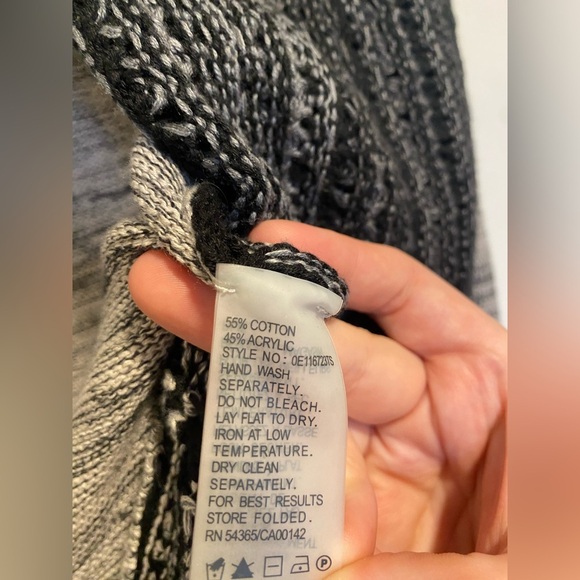 55% COTTON
45% ACRYLIC
STYLE NO: 0E116723TS
HAND WASH
SEPARATELY.
DO NOT BLEACH.
LAY FLAT TO DRY.
IRON AT LOW
TEMPERATURE.
DRY CLEAN
SEPARATELY.
FOR BEST RESULTS
STORE FOLDED.
RN 54365/CA00142
P